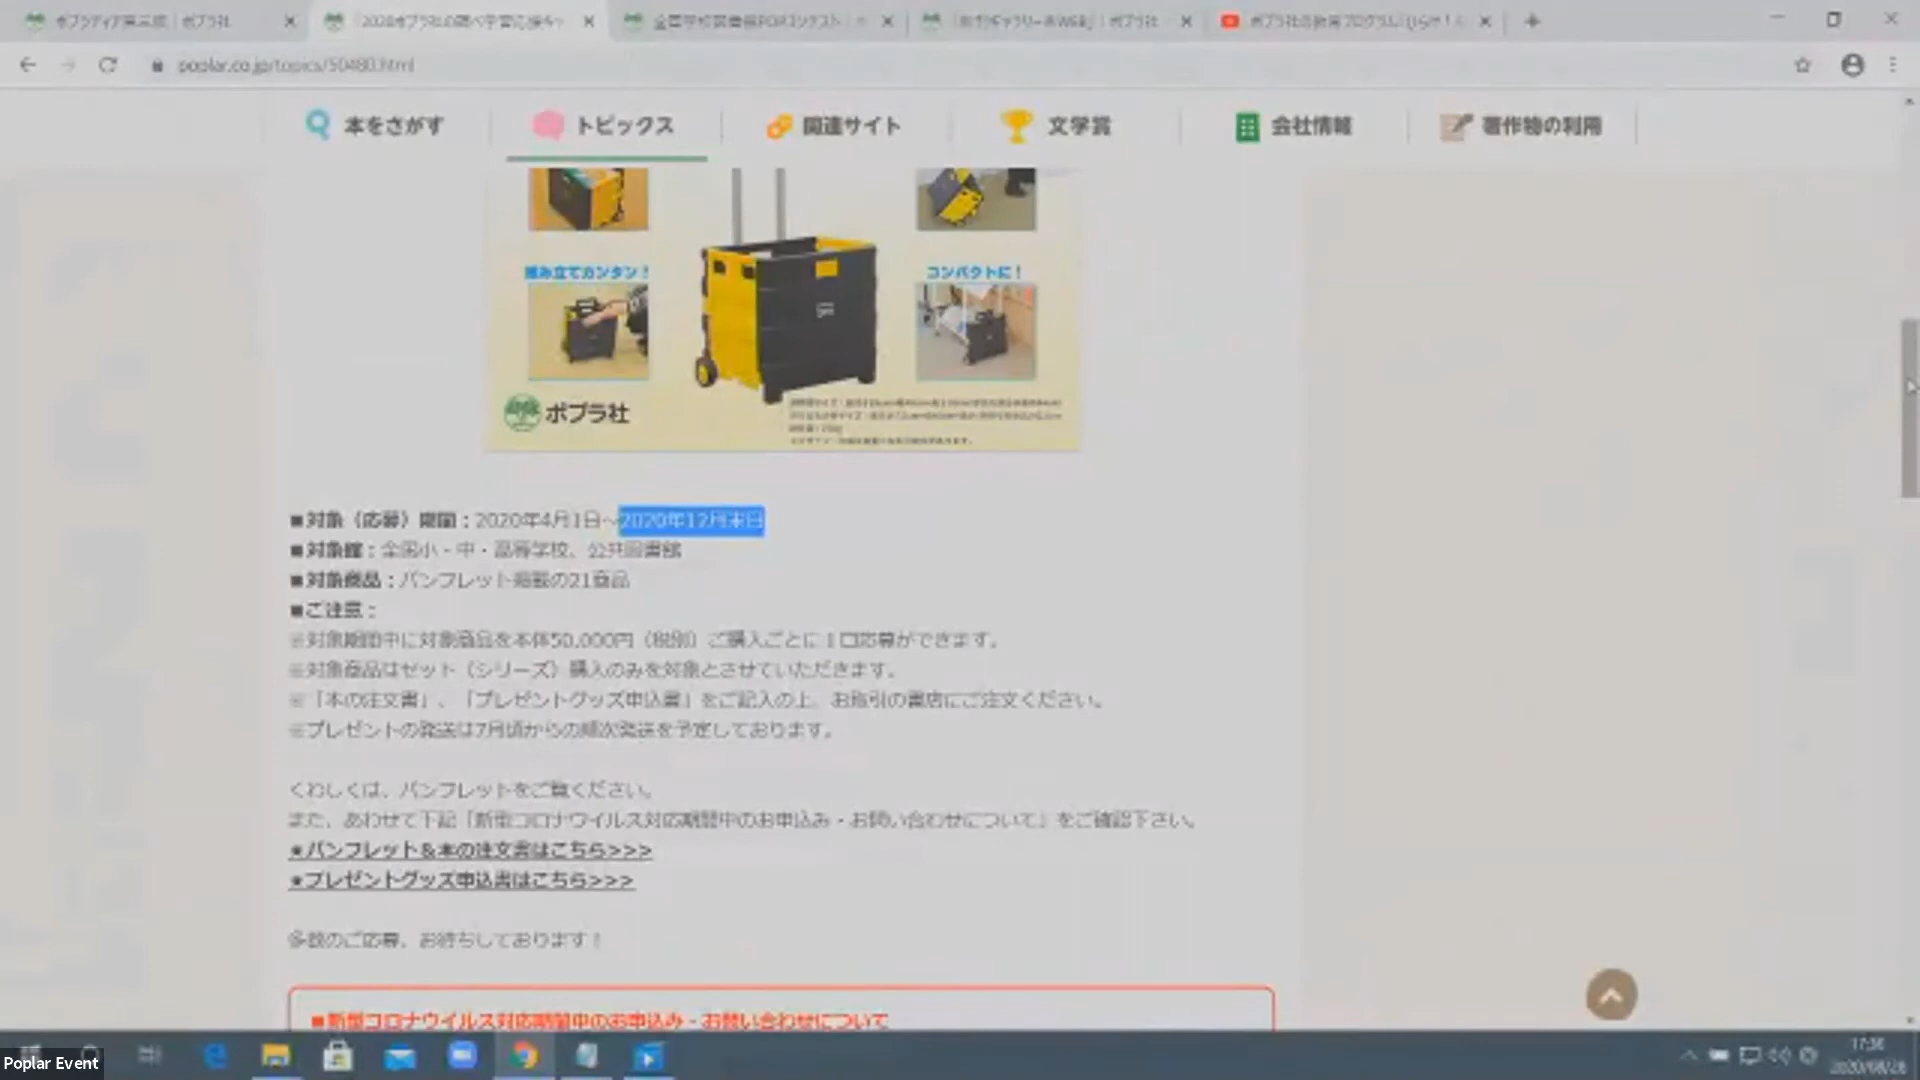 ポプラディア第三版｜ポプラ社
poplar.co.jp/topics/50480.html
本をさがす
トピックス
関連サイト
文学賞
会社情報
著作物の利用
組み立てカンタン！
コンパクトに！
ポプラ社
■対象（応募）期間：2020年4月1日～2020年12月末日
■対象館：全国小・中・高等学校、公共図書館
■対象商品：パンフレット掲載の21商品
■ご注意：
※対象期間中に対象商品を本体50,000円（税別）ご購入ごとに１口応募ができます。
※対象商品はセット（シリーズ）購入のみを対象とさせていただきます。
※「本の注文書」、「プレゼントグッズ申込書」をご記入の上、お取引の書店にご注文ください。
※プレゼントの発送は7月頃からの順次発送を予定しております。
くわしくは、パンフレットをご覧ください。
また、あわせて下記「新型コロナウイルス対応期間中のお申込み・お問い合わせについて」をご確認下さい。
★パンフレット＆本の注文書はこちら>>>
★プレゼントグッズ申込書はこちら>>>
多数のご応募、お待ちしております！
■新型コロナウイルス対応期間中のお申込み・お問い合わせについて
Poplar Event